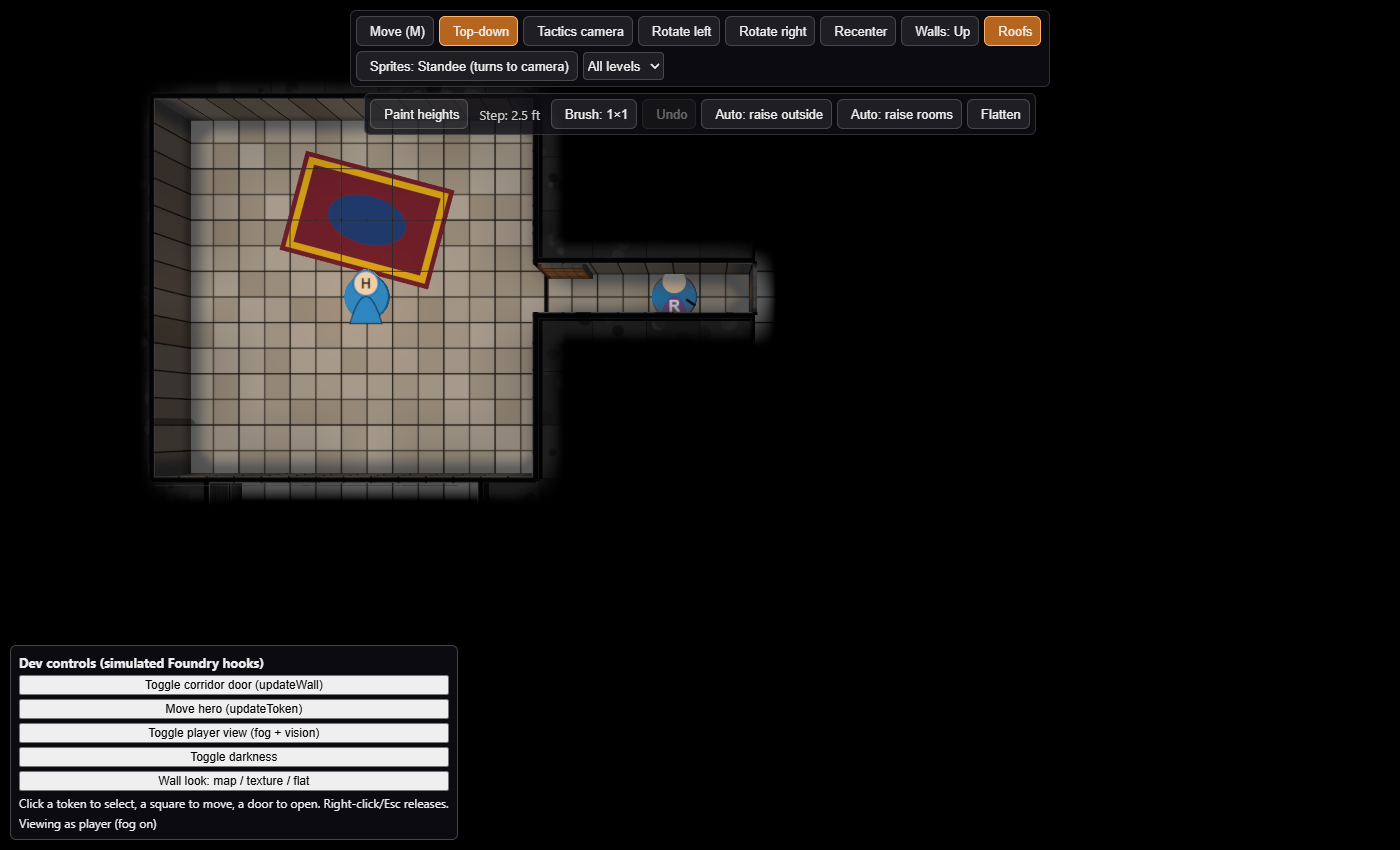 Move (M) Top-down Tactics camera Rotate left Rotate right Recenter Walls: Up Roofs
Sprites: Standee (turns to camera) All levels
Paint heights Step: 2.5 ft Brush: 1×1 Undo Auto: raise outside Auto: raise rooms Flatten
H
R
Dev controls (simulated Foundry hooks)
Toggle corridor door (updateWall)
Move hero (updateToken)
Toggle player view (fog + vision)
Toggle darkness
Wall look: map / texture / flat
Click a token to select, a square to move, a door to open. Right-click/Esc releases.
Viewing as player (fog on)